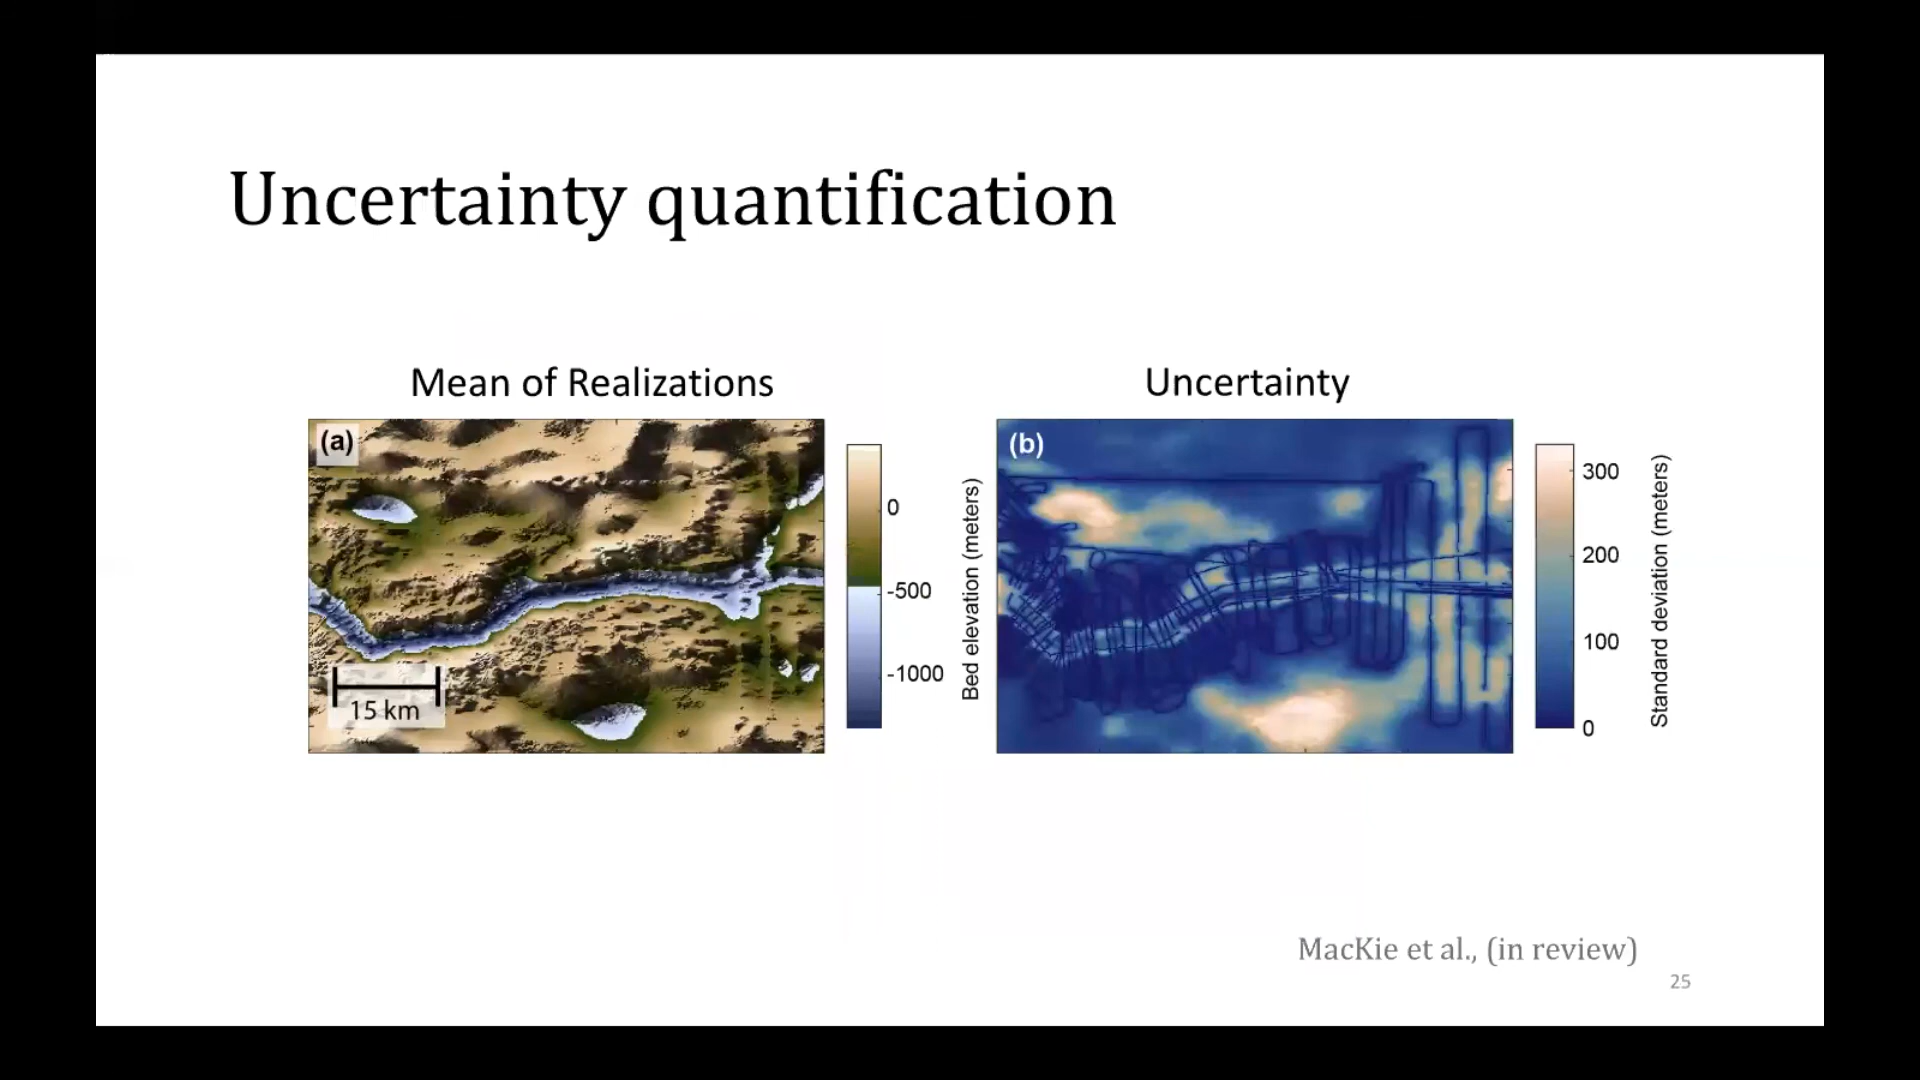 Uncertainty quantification
Mean of Realizations
(a)
15 km
0
-500
-1000
Bed elevation (meters)
Uncertainty
(b)
300
200
100
0
Standard deviation (meters)
MacKie et al., (in review)
25